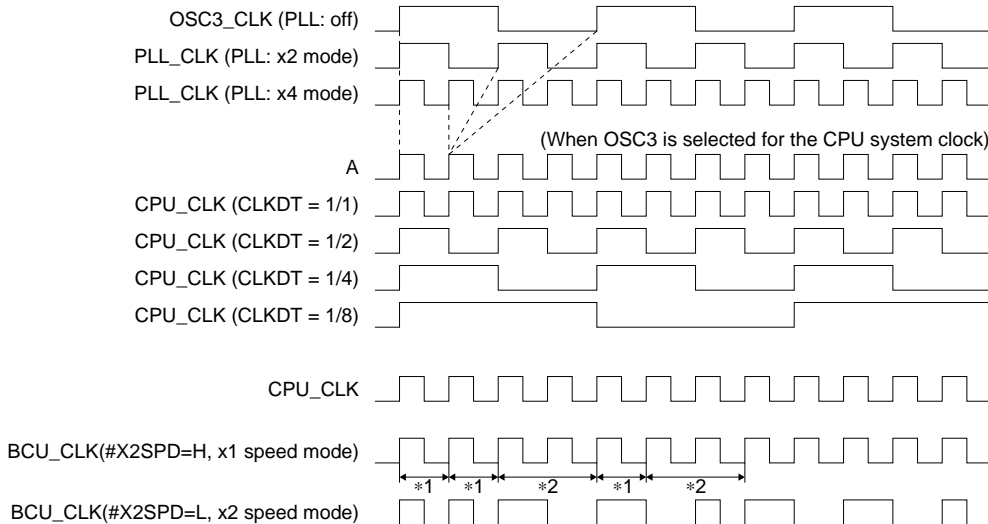 OSC3_CLK (PLL: off)
PLL_CLK (PLL: x2 mode)
PLL_CLK (PLL: x4 mode)
(When OSC3 is selected for the CPU system clock)
A
CPU_CLK (CLKDT = 1/1)
CPU_CLK (CLKDT = 1/2)
CPU_CLK (CLKDT = 1/4)
CPU_CLK (CLKDT = 1/8)
CPU_CLK
BCU_CLK(#X2SPD=H, x1 speed mode)
*1 *1 *2 *1 *2
BCU_CLK(#X2SPD=L, x2 speed mode)